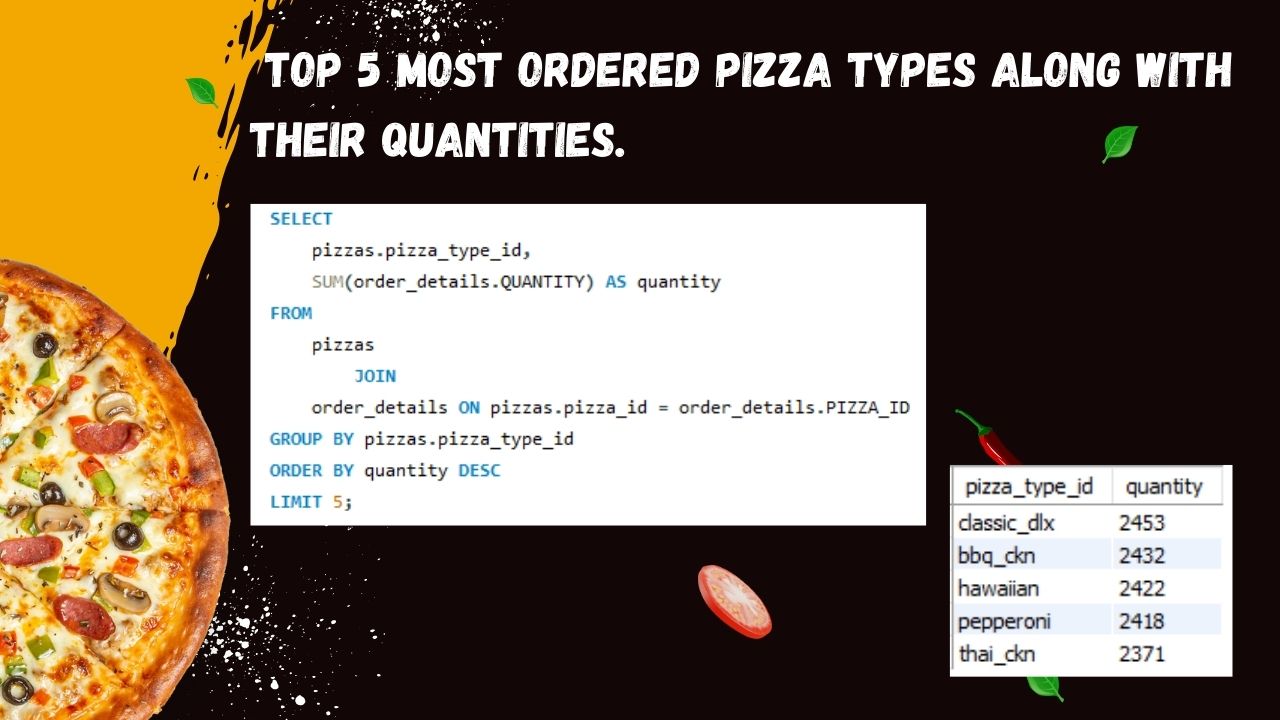 TOP 5 MOST ORDERED PIZZA TYPES ALONG WITH
THEIR QUANTITIES.
SELECT
pizzas.pizza_type_id,
SUM(order_details.QUANTITY) AS quantity
FROM
pizzas
JOIN
order_details ON pizzas.pizza_id = order_details.PIZZA_ID
GROUP BY pizzas.pizza_type_id
ORDER BY quantity DESC
LIMIT 5;
pizza_type_id quantity
classic_dlx 2453
bbq_ckn 2432
hawaiian 2422
pepperoni 2418
thai_ckn 2371